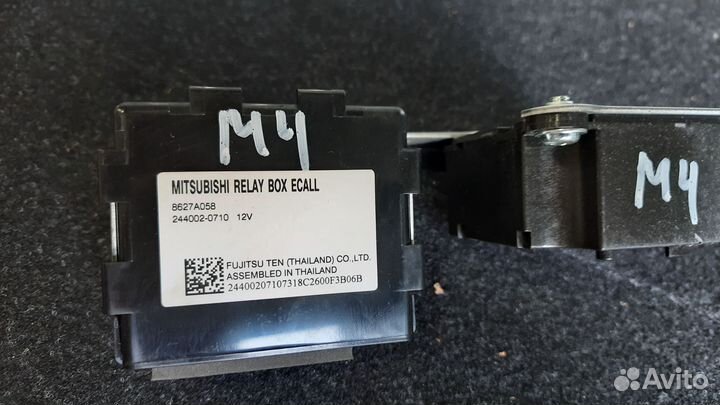 M4
MITSUBISHI RELAY BOX ECALL
8627A058
244002-0710 12V
FUJITSU TEN (THAILAND) CO.,LTD.
ASSEMBLED IN THAILAND
24400207107318C2600F3B06B
M4
Avito